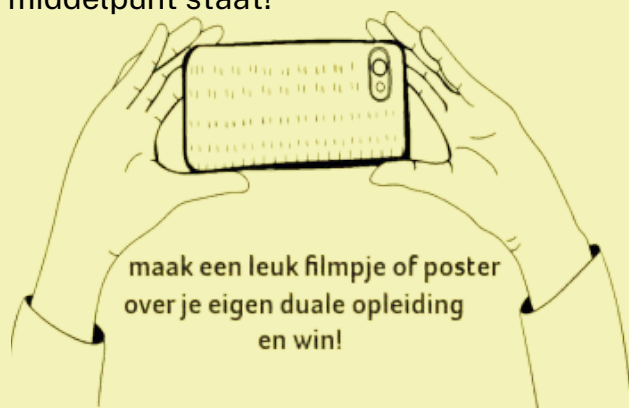 middelpunt staat!
maak een leuk filmpje of poster
over je eigen duale opleiding
en win!